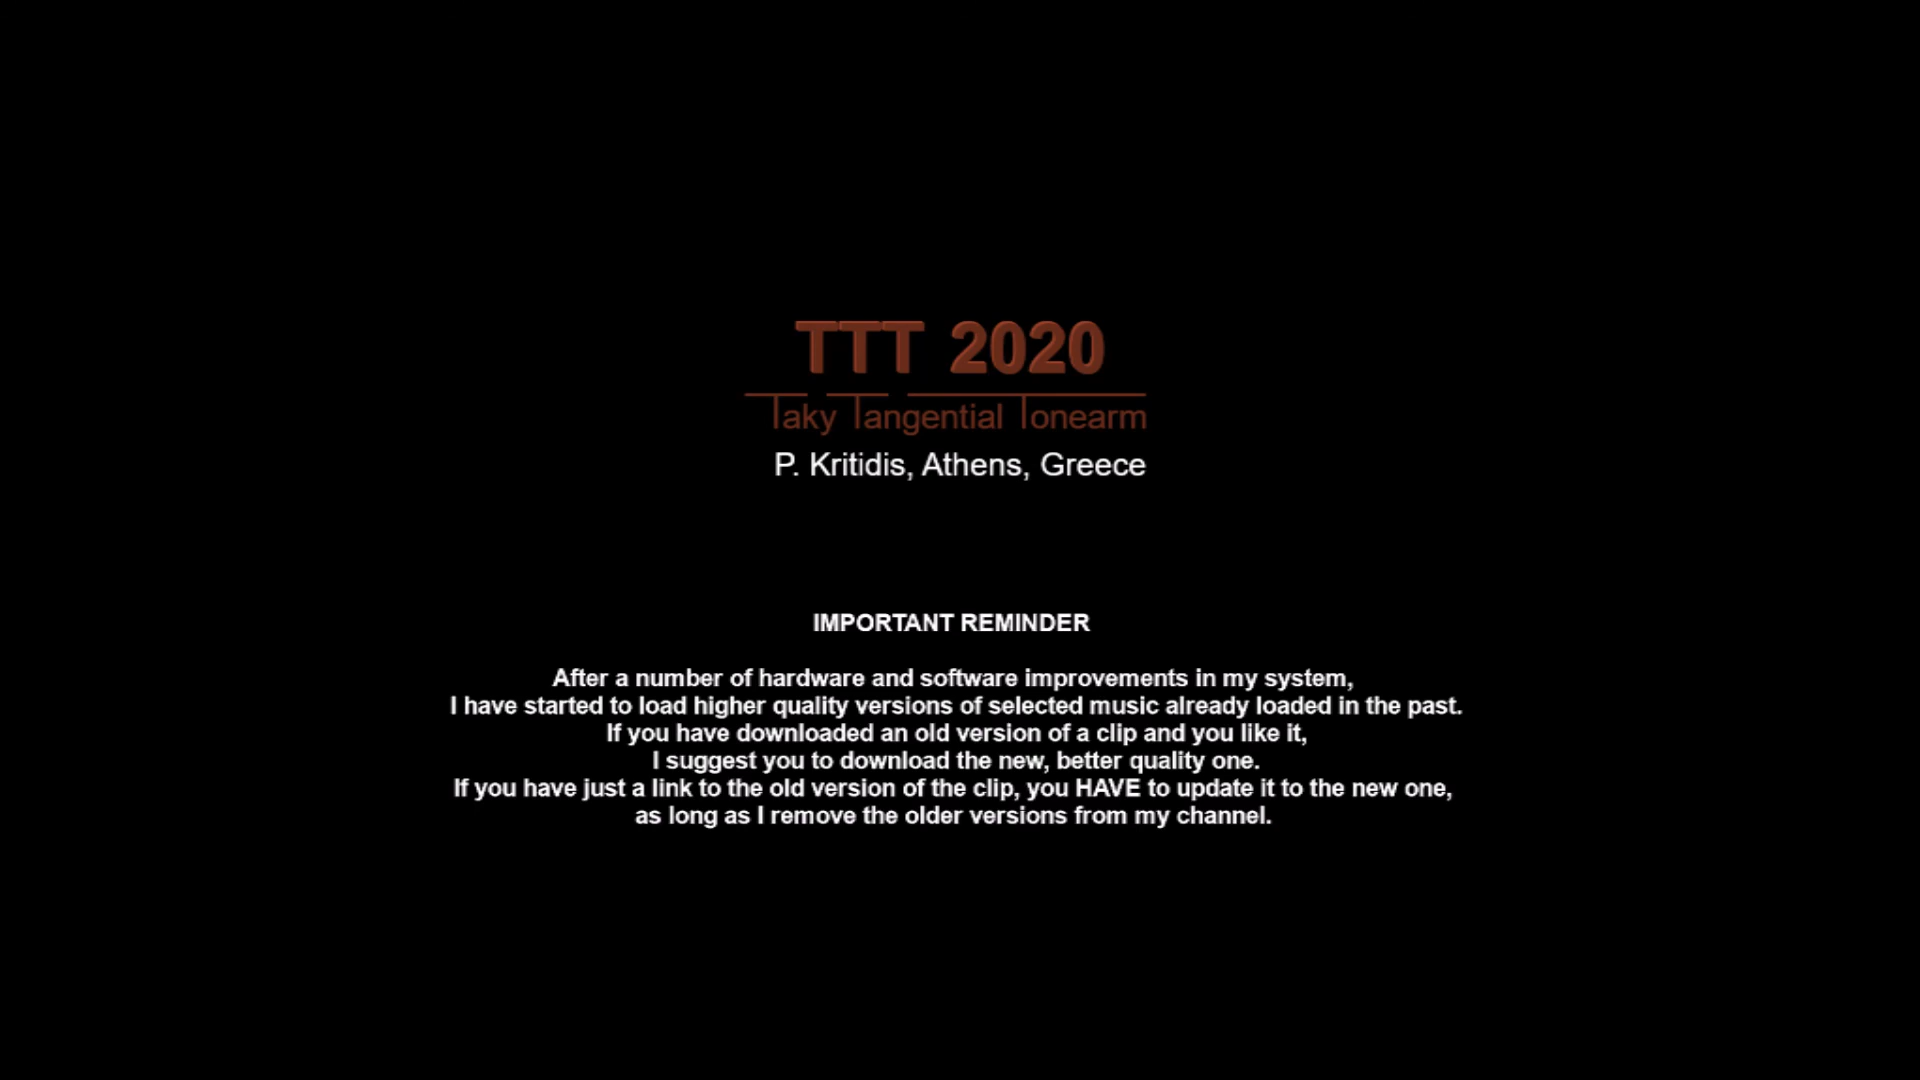 TTT 2020
Taky Tangential Tonearm
P. Kritidis, Athens, Greece
IMPORTANT REMINDER
After a number of hardware and software improvements in my system,
I have started to load higher quality versions of selected music already loaded in the past.
If you have downloaded an old version of a clip and you like it,
I suggest you to download the new, better quality one.
If you have just a link to the old version of the clip, you HAVE to update it to the new one,
as long as I remove the older versions from my channel.